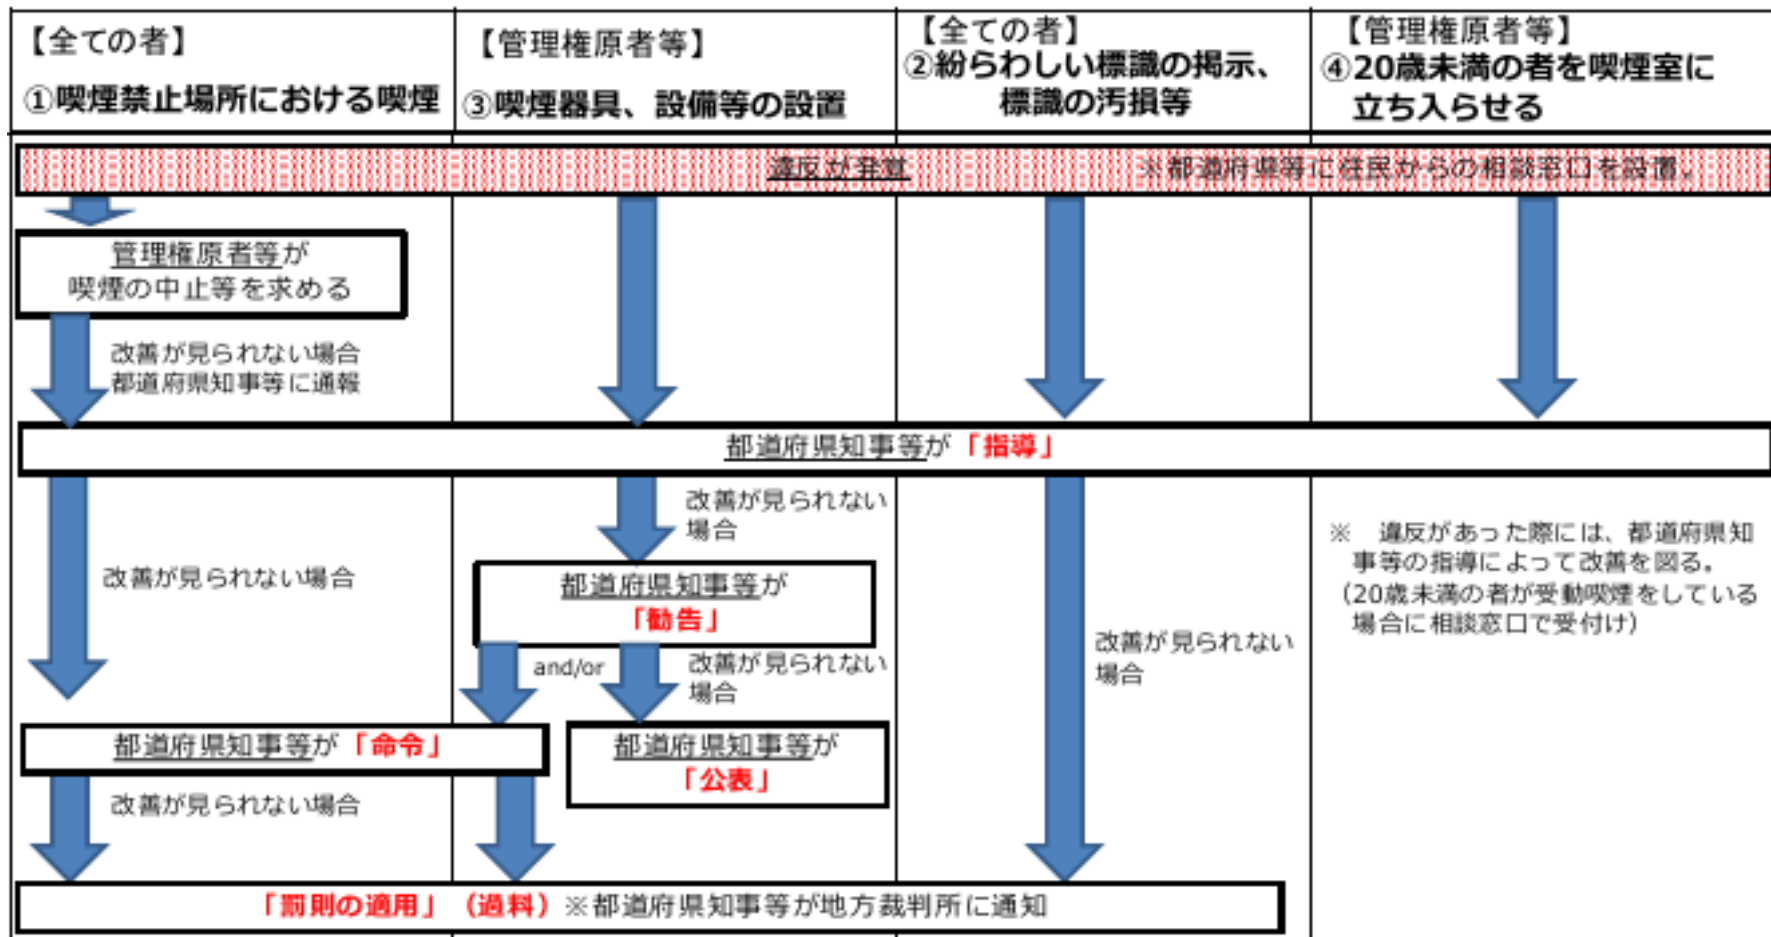 【全ての者】
①喫煙禁止場所における喫煙
【管理権原者等】
③喫煙器具、設備等の設置
【全ての者】
②紛らわしい標識の掲示、
標識の汚損等
【管理権原者等】
④20歳未満の者を喫煙室に
立ち入らせる
違反が発覚 ※都道府県等に住民からの相談窓口を設置。
管理権原者等が
喫煙の中止等を求める
改善が見られない場合
都道府県知事等に通報
都道府県知事等が「指導」
改善が見られない場合
改善が見られない
場合
都道府県知事等が
「勧告」
and/or
改善が見られない
場合
都道府県知事等が「命令」
都道府県知事等が
「公表」
改善が見られない場合
改善が見られない
場合
※ 違反があった際には、都道府県知
事等の指導によって改善を図る。
（20歳未満の者が受動喫煙をしている
場合に相談窓口で受付け）
「罰則の適用」（過料）※都道府県知事等が地方裁判所に通知